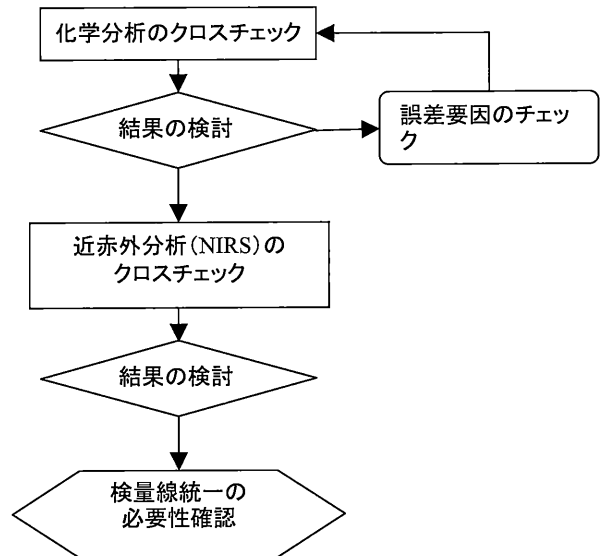 化学分析のクロスチェック
結果の検討
誤差要因のチェッ
ク
近赤外分析(NIRS)の
クロスチェック
結果の検討
検量線統一の
必要性確認